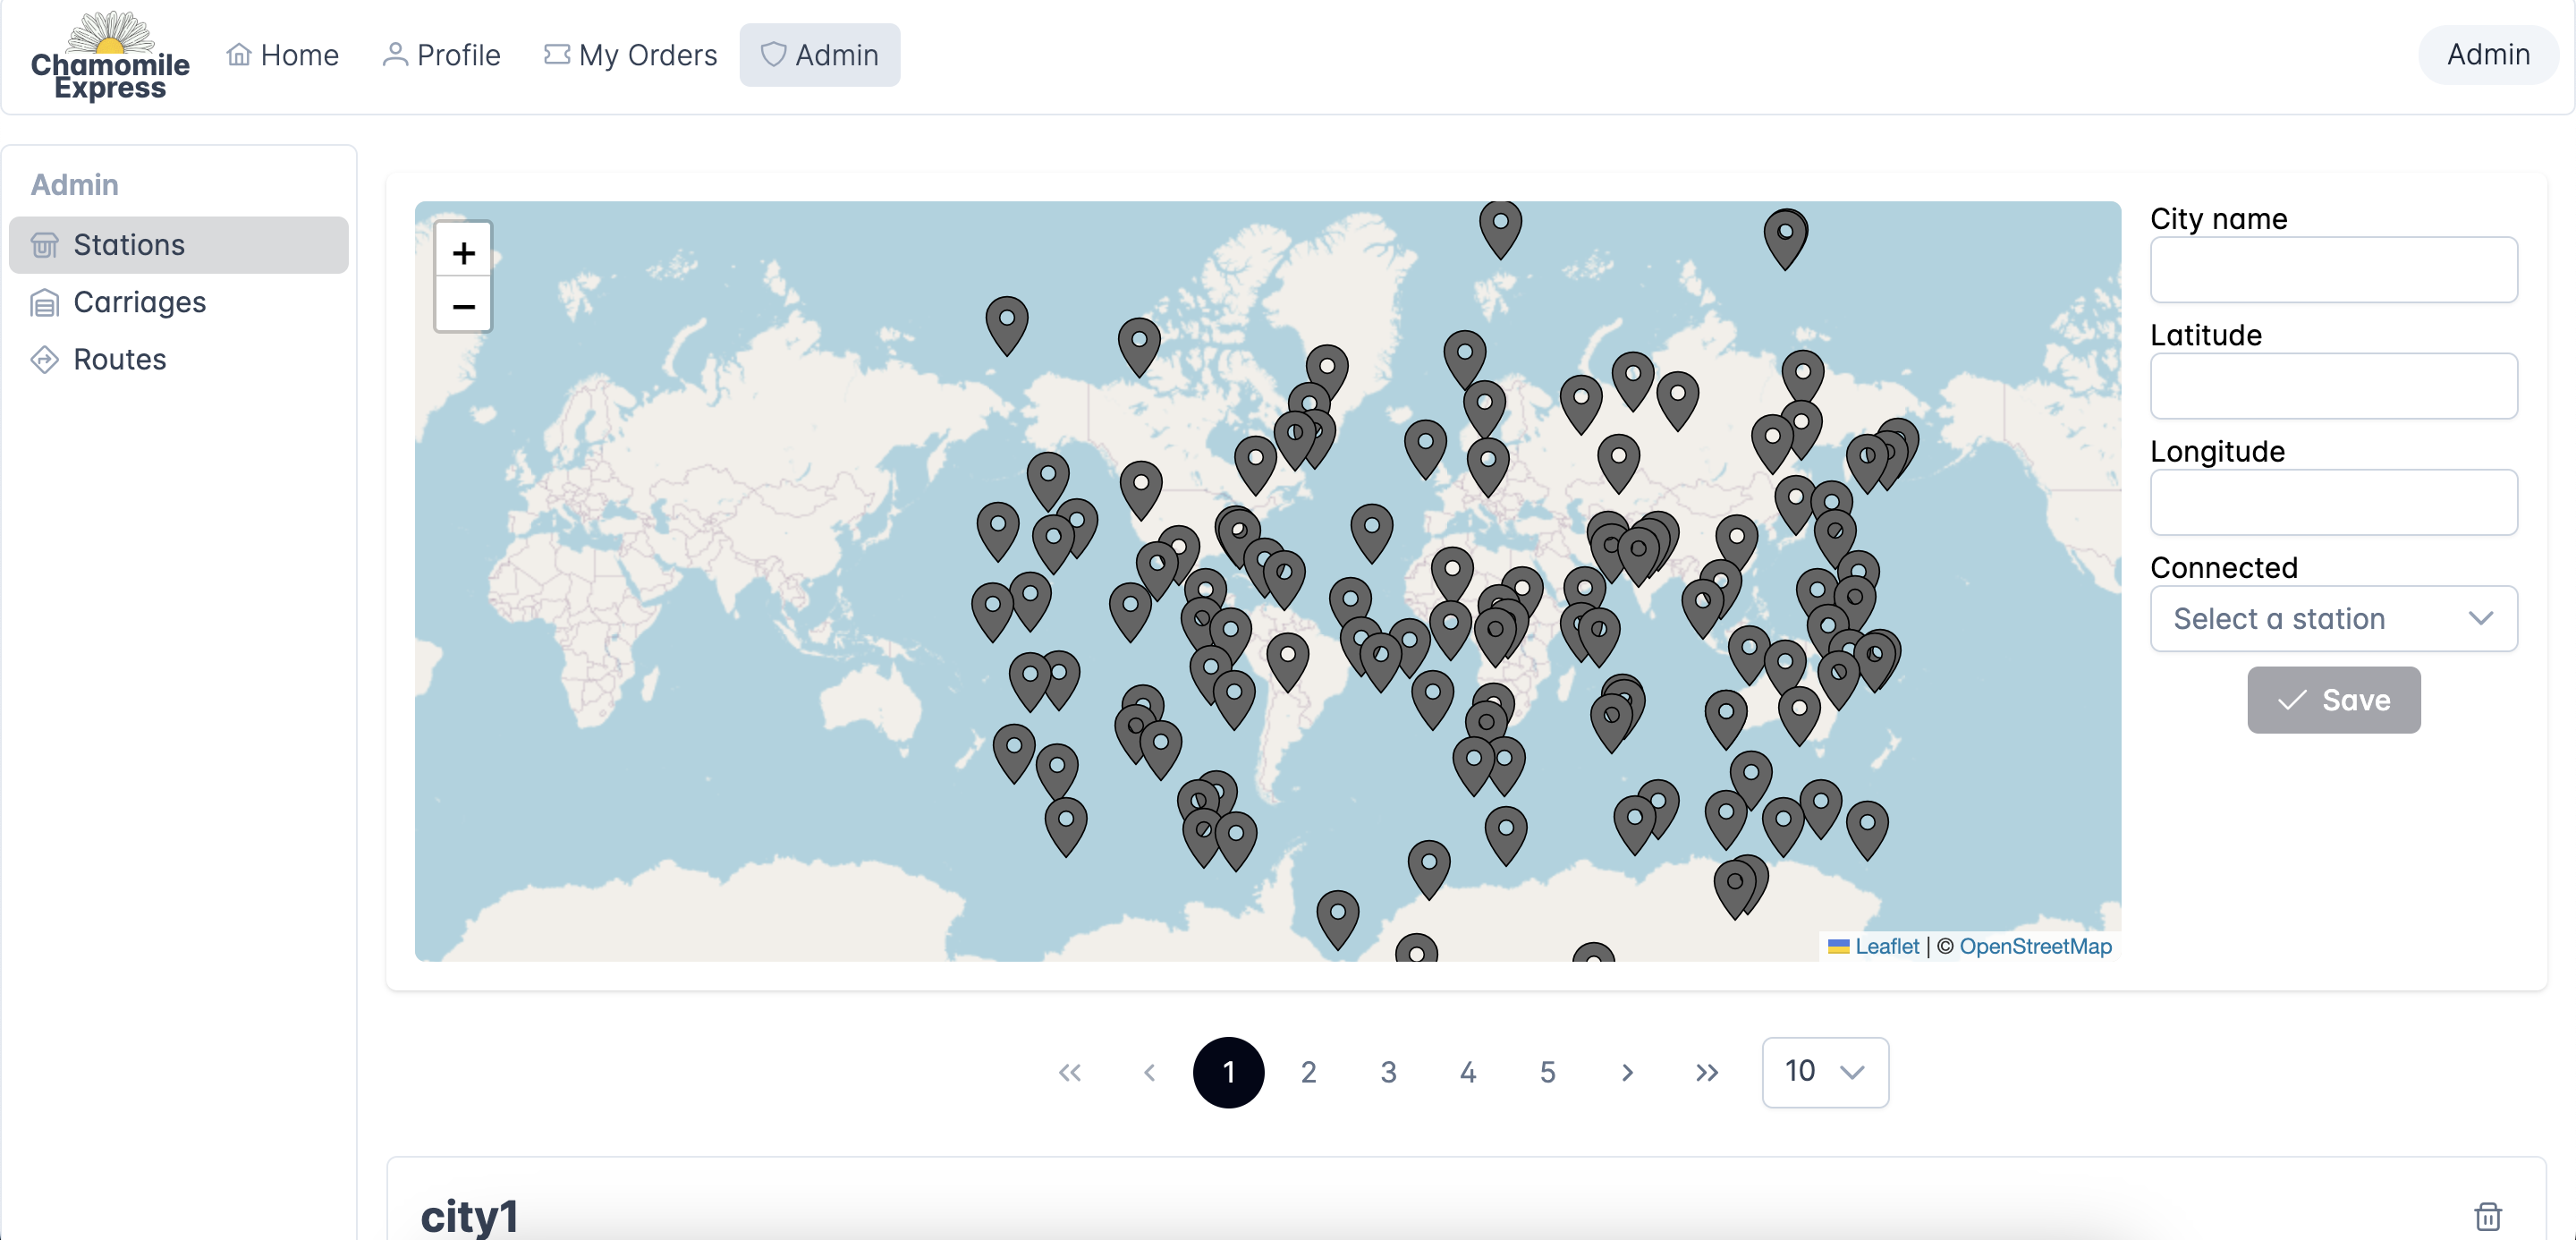 Chamomile
Express
Home
Profile
My Orders
Admin
Admin
Admin
Stations
Carriages
Routes
+
−
Leaflet | © OpenStreetMap
City name
Latitude
Longitude
Connected
Select a station
Save
« ‹ 1 2 3 4 5 › » 10
city1